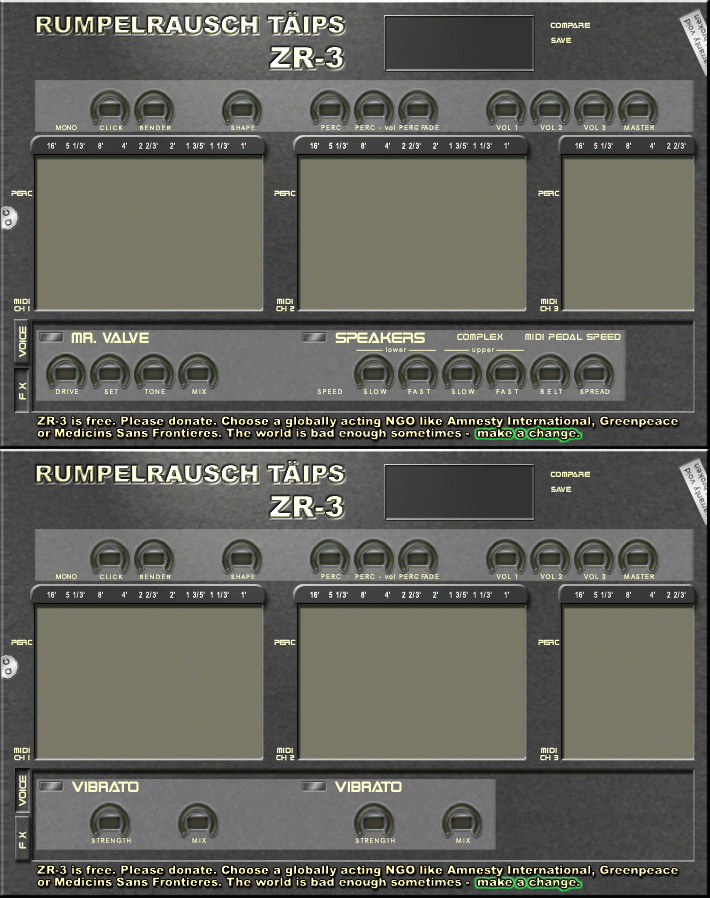 RUMPELRAUSCH TÄIPS
ZR-3
COMPARE
SAVE
arranty void
broken
MONO CLICK BENDER SHAPE PERC PERC - vol PERC FADE VOL 1 VOL 2 VOL 3 MASTER
16' 5 1/3' 8' 4' 2 2/3' 2' 1 3/5' 1 1/3' 1' 16' 5 1/3' 8' 4' 2 2/3' 2' 1 3/5' 1 1/3' 1' 16' 5 1/3' 8' 4' 2 2/3'
PERC PERC PERC
MIDI CH 1
MIDI CH 2
MIDI CH 3
VOICE
FX
MR. VALVE SPEAKERS COMPLEX MIDI PEDAL SPEED
lower upper
DRIVE SET TONE MIX SPEED SLOW FAST SLOW FAST BELT SPREAD
ZR-3 is free. Please donate. Choose a globally acting NGO like Amnesty International, Greenpeace
or Medicins Sans Frontieres. The world is bad enough sometimes - make a change.
RUMPELRAUSCH TÄIPS
ZR-3
COMPARE
SAVE
arranty void
broken
MONO CLICK BENDER SHAPE PERC PERC - vol PERC FADE VOL 1 VOL 2 VOL 3 MASTER
16' 5 1/3' 8' 4' 2 2/3' 2' 1 3/5' 1 1/3' 1' 16' 5 1/3' 8' 4' 2 2/3' 2' 1 3/5' 1 1/3' 1' 16' 5 1/3' 8' 4' 2 2/3'
PERC PERC PERC
MIDI CH 1
MIDI CH 2
MIDI CH 3
VOICE
FX
VIBRATO VIBRATO
STRENGTH MIX STRENGTH MIX
ZR-3 is free. Please donate. Choose a globally acting NGO like Amnesty International, Greenpeace
or Medicins Sans Frontieres. The world is bad enough sometimes - make a change.